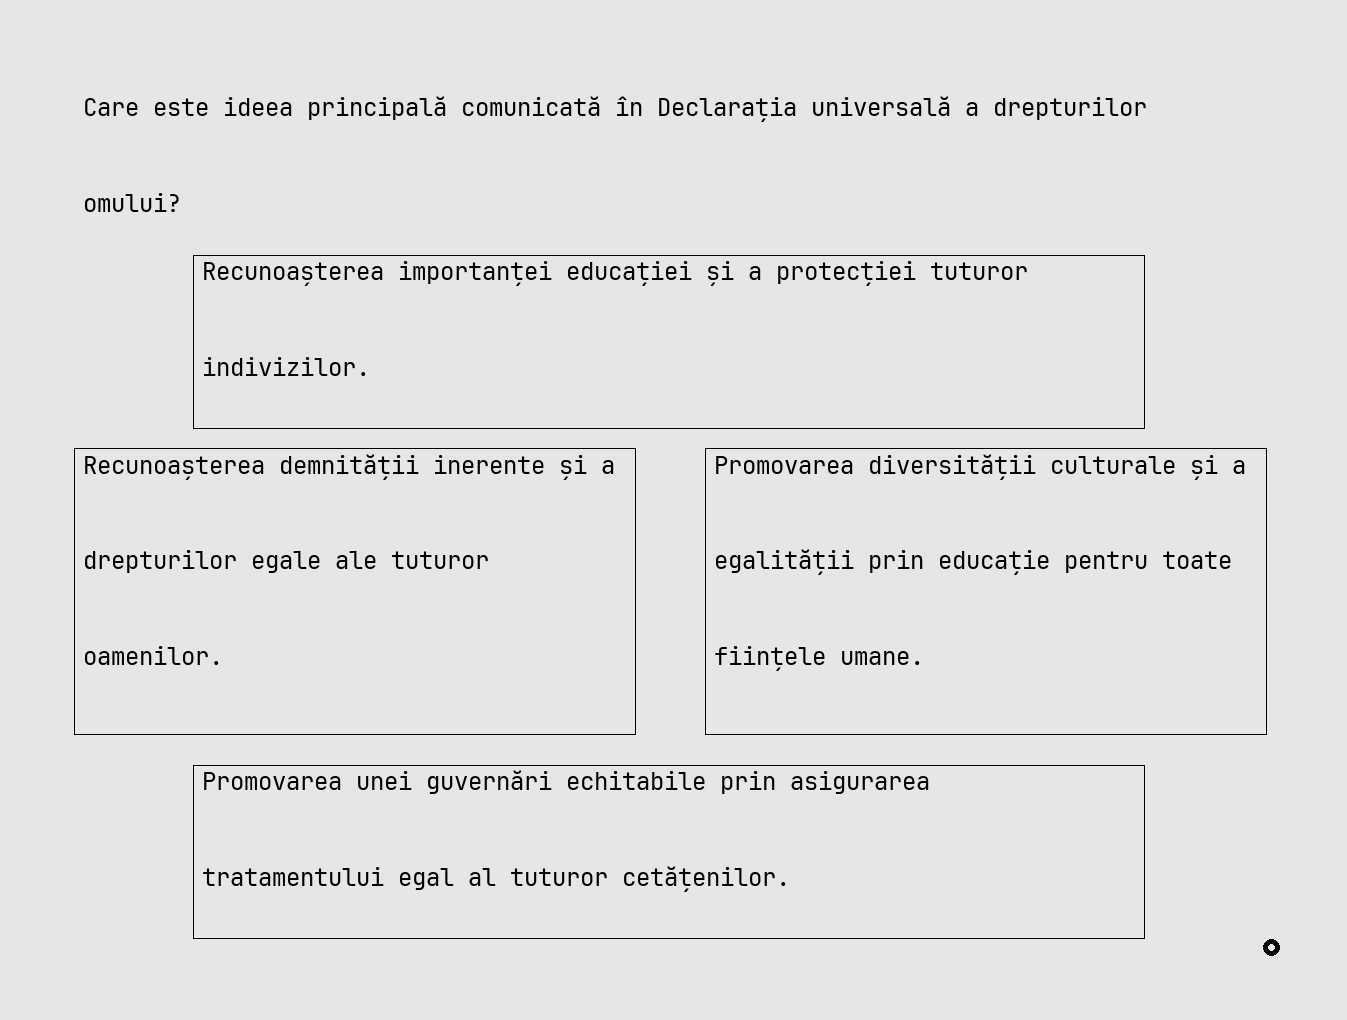 Care este ideea principală comunicată în Declarația universală a drepturilor
omului?
Recunoașterea importanței educației și a protecției tuturor
indivizilor.
Recunoașterea demnității inerente și a
drepturilor egale ale tuturor
oamenilor.
Promovarea diversității culturale și a
egalității prin educație pentru toate
ființele umane.
Promovarea unei guvernări echitabile prin asigurarea
tratamentului egal al tuturor cetățenilor.